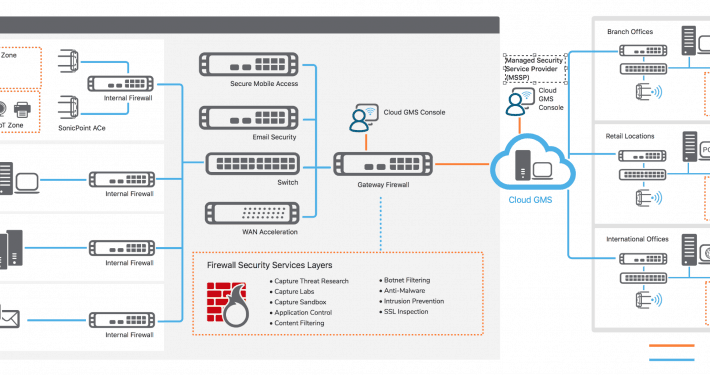 Zone
Internal Firewall
oT Zone
SonicPoint ACe
Internal Firewall
Internal Firewall
Internal Firewall
Secure Mobile Access
Email Security
Switch
WAN Acceleration
Cloud GMS Console
Gateway Firewall
Firewall Security Services Layers
• Capture Threat Research
• Capture Labs
• Capture Sandbox
• Application Control
• Content Filtering
• Botnet Filtering
• Anti-Malware
• Intrusion Prevention
• SSL Inspection
Managed Security
Service Provider
(MSSP)
Cloud
GMS
Console
Cloud GMS
Branch Offices
Retail Locations
International Offices